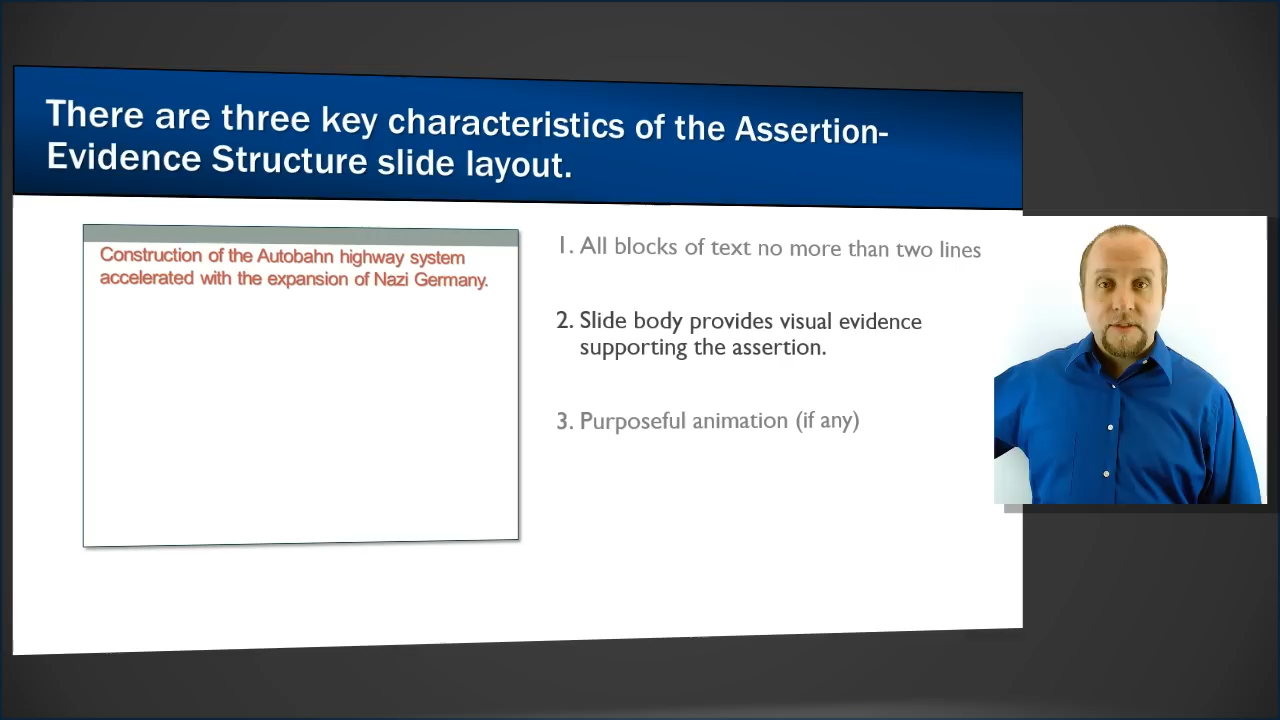 There are three key characteristics of the Assertion-
Evidence Structure slide layout.
Construction of the Autobahn highway system
accelerated with the expansion of Nazi Germany.
1. All blocks of text no more than two lines
2. Slide body provides visual evidence
supporting the assertion.
3. Purposeful animation (if any)